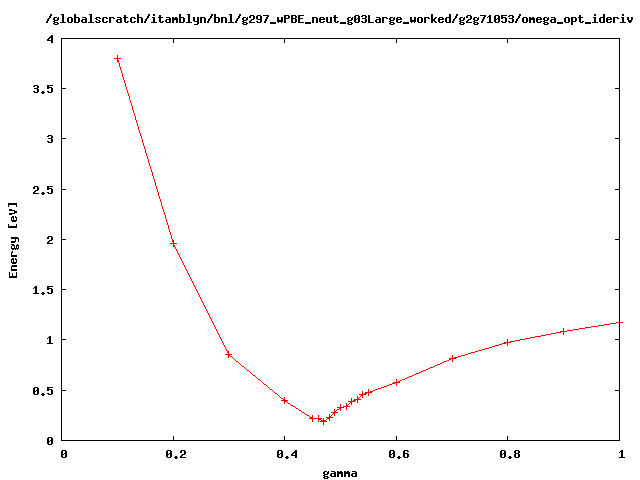 /globalscratch/itamblyn/bnl/g297_wPBE_neut_g03Large_worked/g2g71053/omega_opt_ideriv
4
3.5
3
2.5
2
1.5
1
0.5
0
Energy [eV]
0 0.2 0.4 0.6 0.8 1
gamma